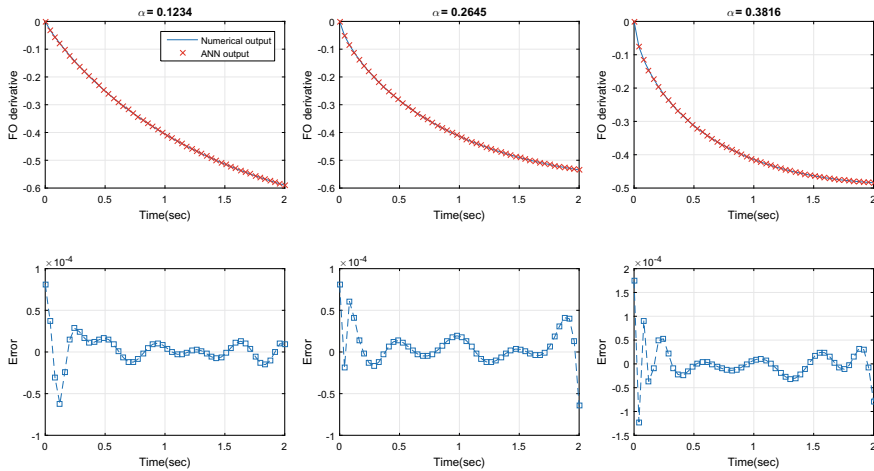 α = 0.1234
0
-0.1
-0.2
-0.3
-0.4
-0.5
-0.6
FO derivative
Numerical output
ANN output
0 0.5 1 1.5 2
Time(sec)
α = 0.2645
0
-0.1
-0.2
-0.3
-0.4
-0.5
-0.6
FO derivative
0 0.5 1 1.5 2
Time(sec)
α = 0.3816
0
-0.1
-0.2
-0.3
-0.4
-0.5
FO derivative
0 0.5 1 1.5 2
Time(sec)
×10⁻⁴
1
0.5
0
-0.5
-1
Error
0 0.5 1 1.5 2
Time(sec)
×10⁻⁴
1
0.5
0
-0.5
-1
Error
0 0.5 1 1.5 2
Time(sec)
×10⁻⁴
2
1.5
1
0.5
0
-0.5
-1
-1.5
Error
0 0.5 1 1.5 2
Time(sec)